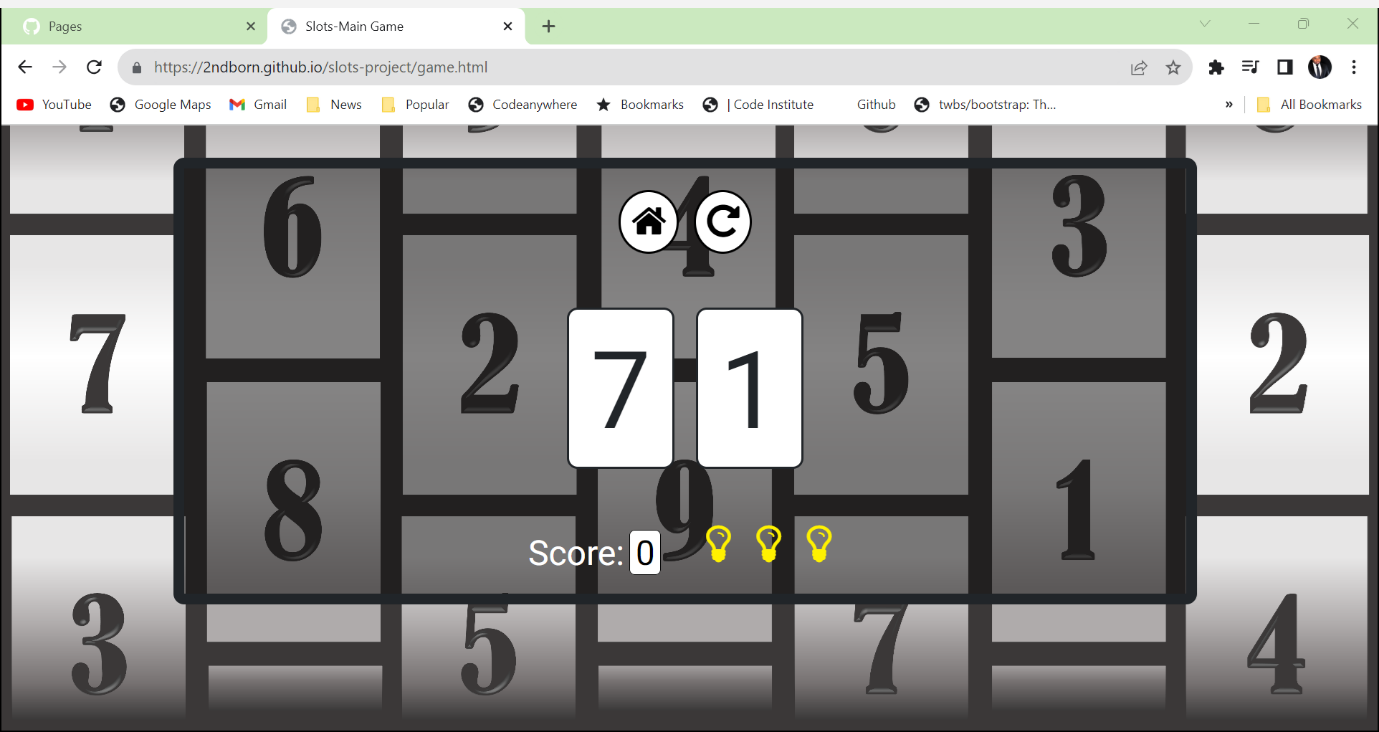 Pages
Slots-Main Game
https://2ndborn.github.io/slots-project/game.html
YouTube Google Maps Gmail News Popular Codeanywhere Bookmarks | Code Institute Github twbs/bootstrap: Th... » All Bookmarks
6 4 3
7 2 7 1 5 2
8 9 1
Score: 0
3 5 7 4